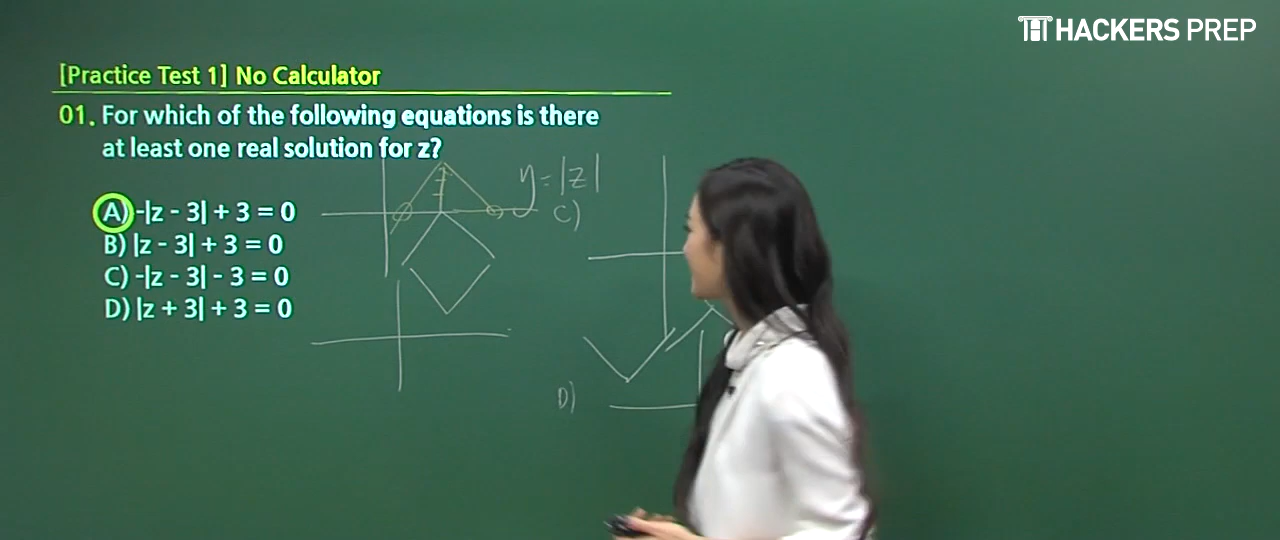 HACKERS PREP
[Practice Test 1] No Calculator
01. For which of the following equations is there
at least one real solution for z?
A) -|z - 3| + 3 = 0
B) |z - 3| + 3 = 0
C) -|z - 3| - 3 = 0
D) |z + 3| + 3 = 0
y=|z|
C)
D)